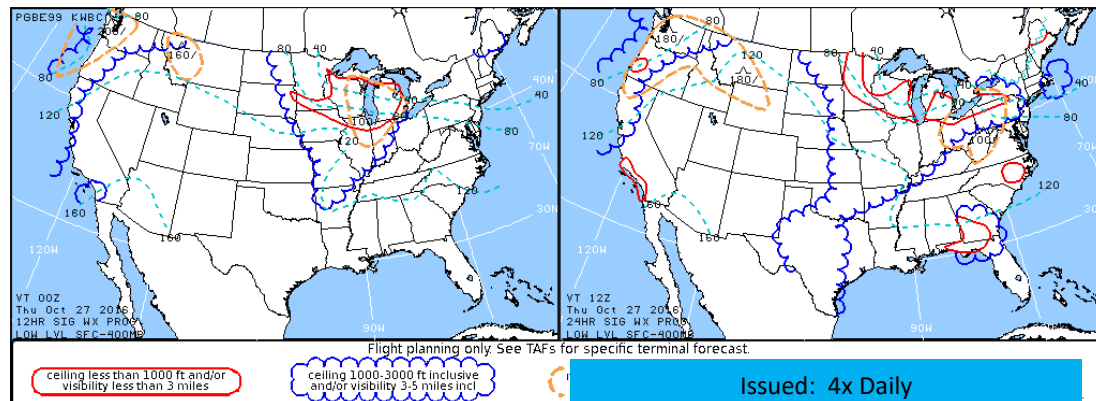 PGBE99 KWBC
80
200/
160/
80
40
80
120
160
160
120
100/
80
40
80
120
40N
70W
30N
120W
90W
VT 00Z
Thu Oct 27 2016
12HR SIG WX PROG
LOW LVL SFC-400MB
180/
80
120
180/
80
120
160
160
80
40
100/
40
80
120
40N
70W
30N
120W
90W
VT 12Z
Thu Oct 27 2016
24HR SIG WX PROG
LOW LVL SFC-400MB
Flight planning only. See TAFs for specific terminal forecast.
ceiling less than 1000 ft and/or
visibility less than 3 miles
ceiling 1000-3000 ft inclusive
and/or visibility 3-5 miles incl
Issued: 4x Daily